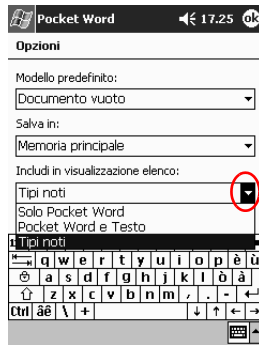 Pocket Word 17.25 ok
Opzioni
Modello predefinito:
Documento vuoto
Salva in:
Memoria principale
Includi in visualizzazione elenco:
Tipi noti
Solo Pocket Word
Pocket Word e Testo
Tipi noti
q w e r t y u i o p è ù
a s d f g h j k l ò à
z x c v b n m , . -
Ctrl áê \ + ↓ ↑ ← →